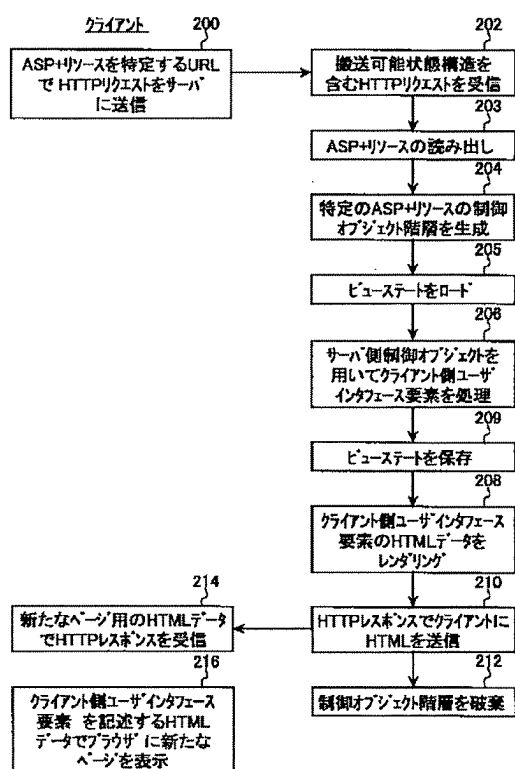 クライアント
200
ASP+リソースを特定するURL
で HTTPリクエストをサーバ
に送信
202
搬送可能状態構造を
含むHTTPリクエストを受信
203
ASP+リソースの読み出し
204
特定のASP+リソースの制御
オブジェクト階層を生成
205
ビューステートをロード
206
サーバ側制御オブジェクトを
用いてクライアント側ユーザ
インタフェース要素を処理
209
ビューステートを保存
208
クライアント側ユーザインタフェース
要素のHTMLデータを
レンダリング
210
HTTPレスポンスでクライアントに
HTMLを送信
212
制御オブジェクト階層を破棄
214
新たなページ用のHTMLデータ
でHTTPレスポンスを受信
216
クライアント側ユーザインタフェース
要素 を記述するHTML
データでブラウザに新たな
ページを表示